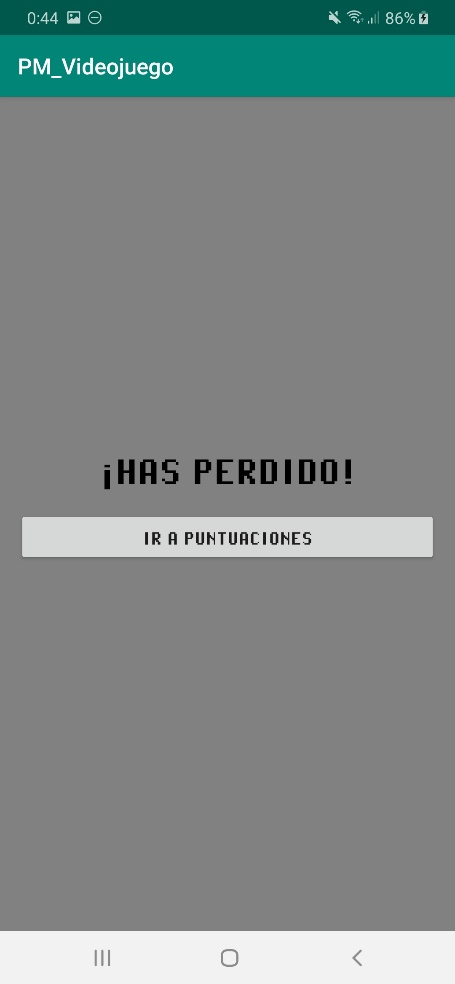 0:44
86%
PM_Videojuego
¡HAS PERDIDO!
IR A PUNTUACIONES